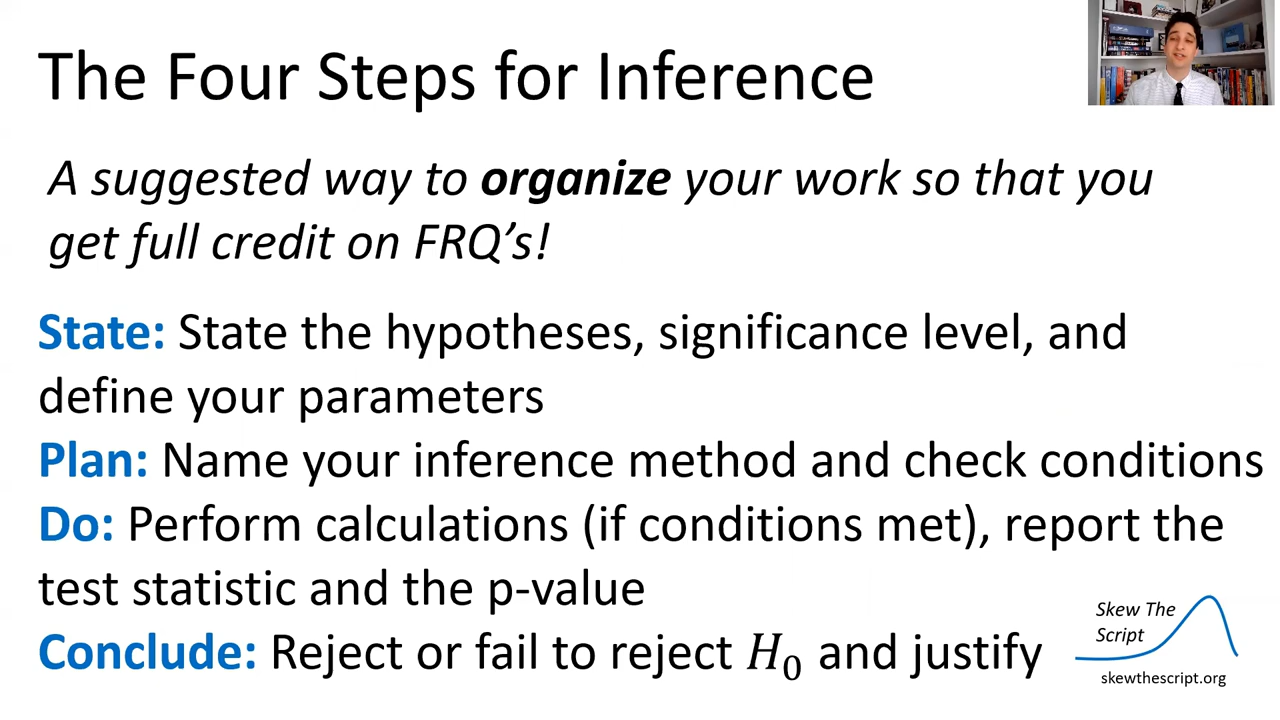 The Four Steps for Inference
A suggested way to organize your work so that you
get full credit on FRQ’s!
State: State the hypotheses, significance level, and
define your parameters
Plan: Name your inference method and check conditions
Do: Perform calculations (if conditions met), report the
test statistic and the p-value
Conclude: Reject or fail to reject H₀ and justify
Skew The
Script
skewthescript.org